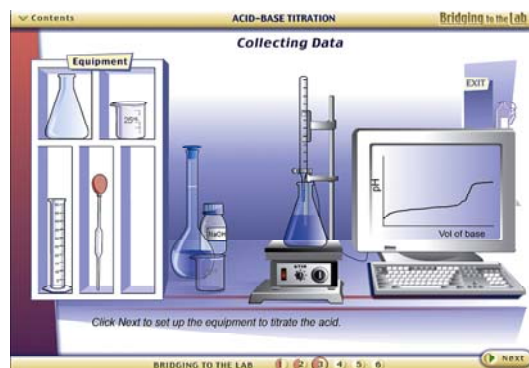 Contents
ACID–BASE TITRATION
Bridging to the Lab
Collecting Data
Equipment
EXIT
NaOH
STIR
pH
Vol of base
Click Next to set up the equipment to titrate the acid.
BRIDGING TO THE LAB 1 2 3 4 5 6
Next